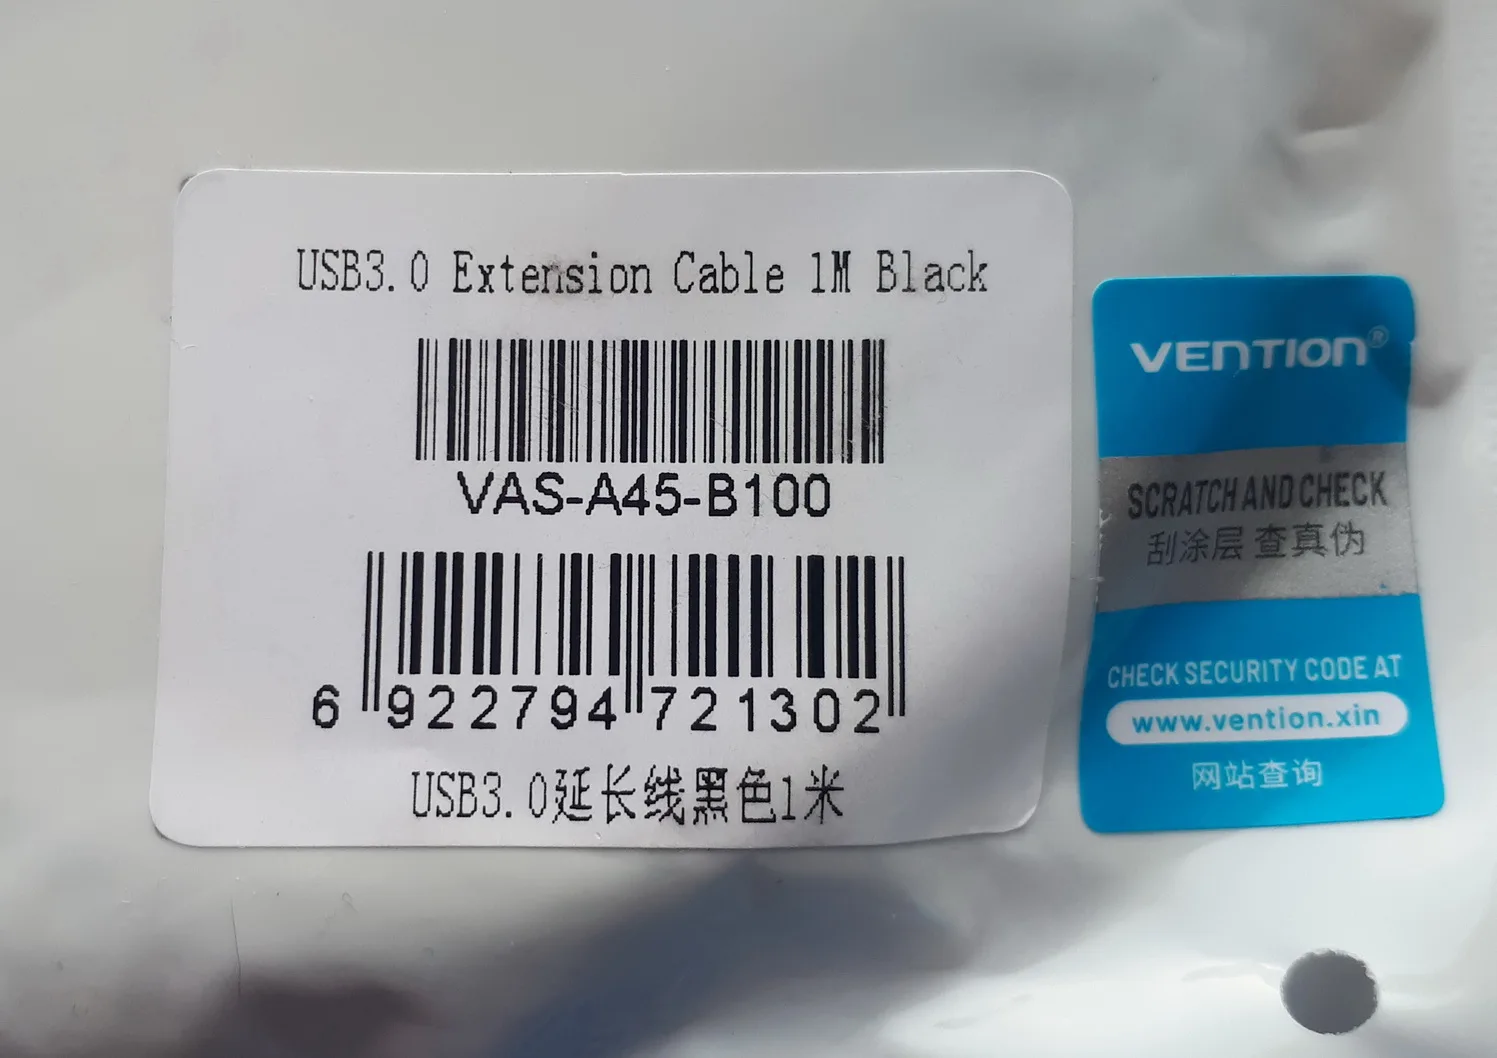 USB3.0 Extension Cable 1M Black
VAS-A45-B100
6 922794 721302
USB3.0延长线黑色1米
VENTION®
SCRATCH AND CHECK
刮涂层 查真伪
CHECK SECURITY CODE AT
www.vention.xin
网站查询